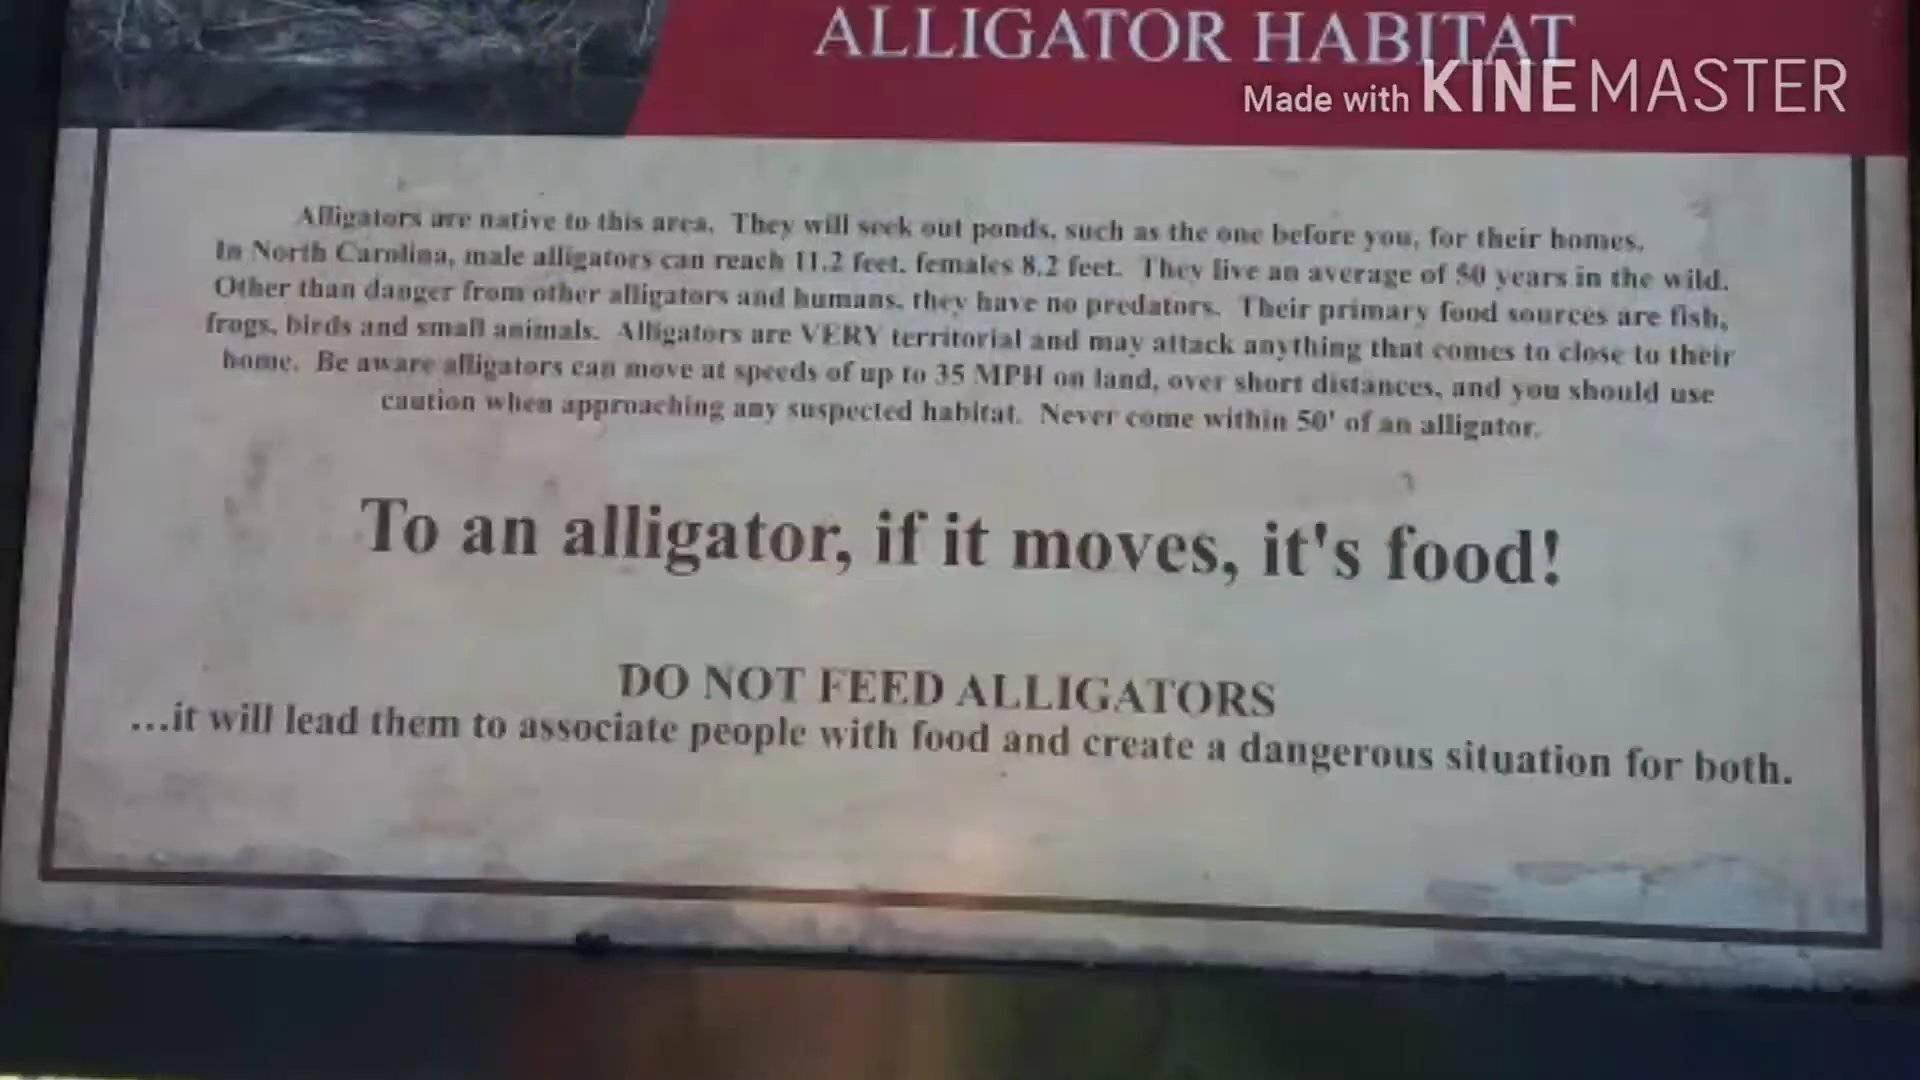 ALLIGATOR HABITAT
Made with KINEMASTER
Alligators are native to this area. They will seek out ponds, such as the one before you, for their homes.
In North Carolina, male alligators can reach 11.2 feet, females 8.2 feet. They live an average of 50 years in the wild.
Other than danger from other alligators and humans, they have no predators. Their primary food sources are fish,
frogs, birds and small animals. Alligators are VERY territorial and may attack anything that comes to close to their
home. Be aware alligators can move at speeds of up to 35 MPH on land, over short distances, and you should use
caution when approaching any suspected habitat. Never come within 50' of an alligator.
To an alligator, if it moves, it's food!
DO NOT FEED ALLIGATORS
...it will lead them to associate people with food and create a dangerous situation for both.